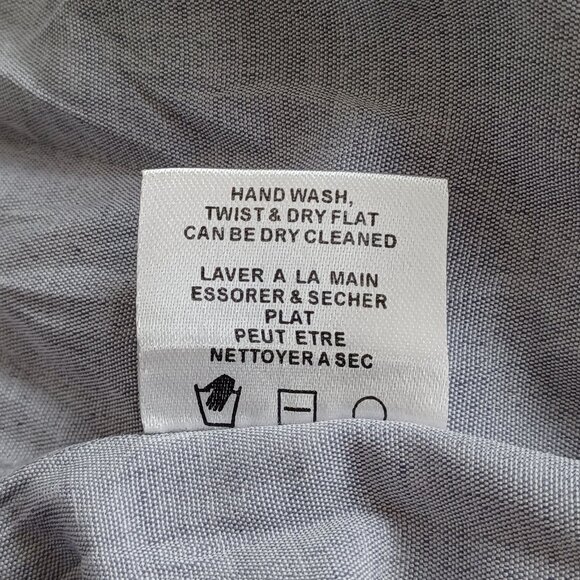 HAND WASH,
TWIST & DRY FLAT
CAN BE DRY CLEANED
LAVER A LA MAIN
ESSORER & SECHER
PLAT
PEUT ETRE
NETTOYER A SEC